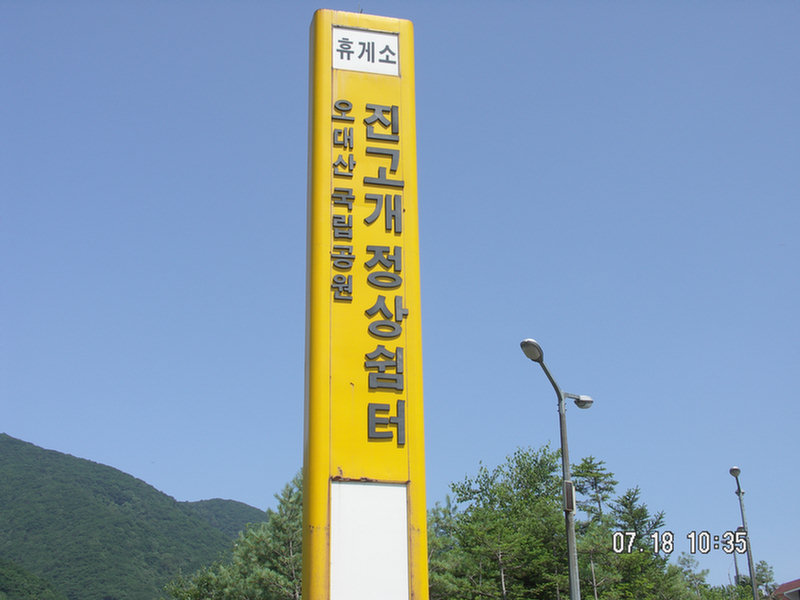 휴게소
오대산 국립공원
진고개 정상쉼터
07.18 10:35